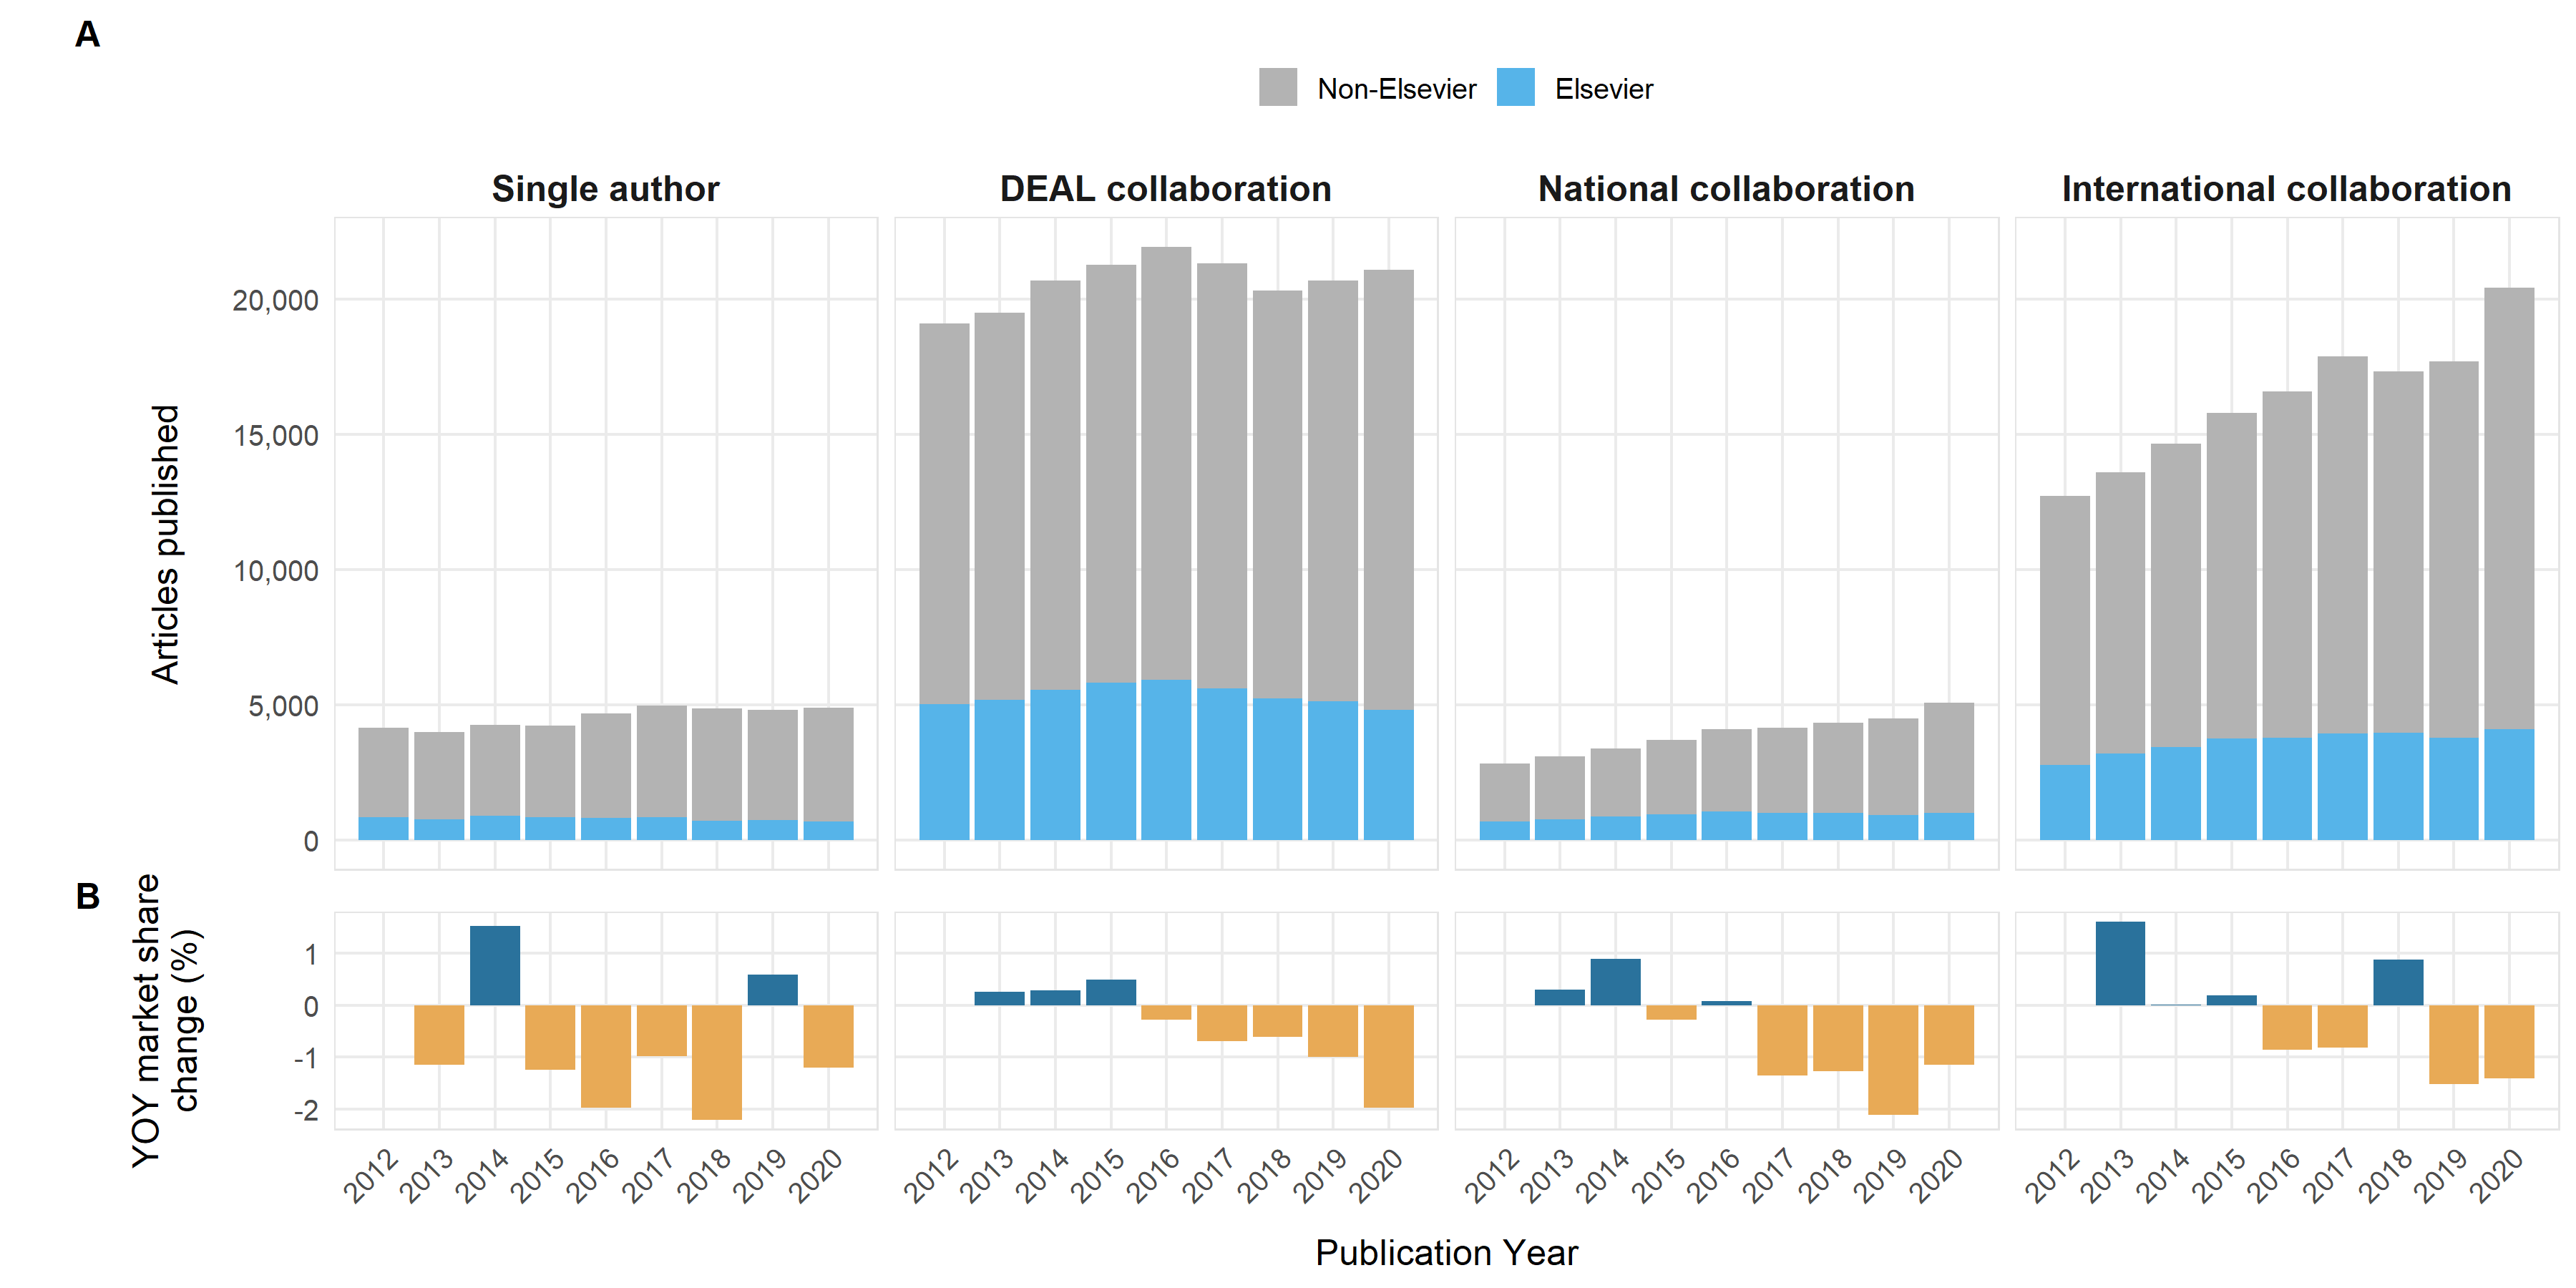 A
Non-Elsevier Elsevier
Single author DEAL collaboration National collaboration International collaboration
Articles published
20,000
15,000
10,000
5,000
0
B
YOY market share
change (%)
1
0
-1
-2
2012 2013 2014 2015 2016 2017 2018 2019 2020 2012 2013 2014 2015 2016 2017 2018 2019 2020 2012 2013 2014 2015 2016 2017 2018 2019 2020 2012 2013 2014 2015 2016 2017 2018 2019 2020
Publication Year